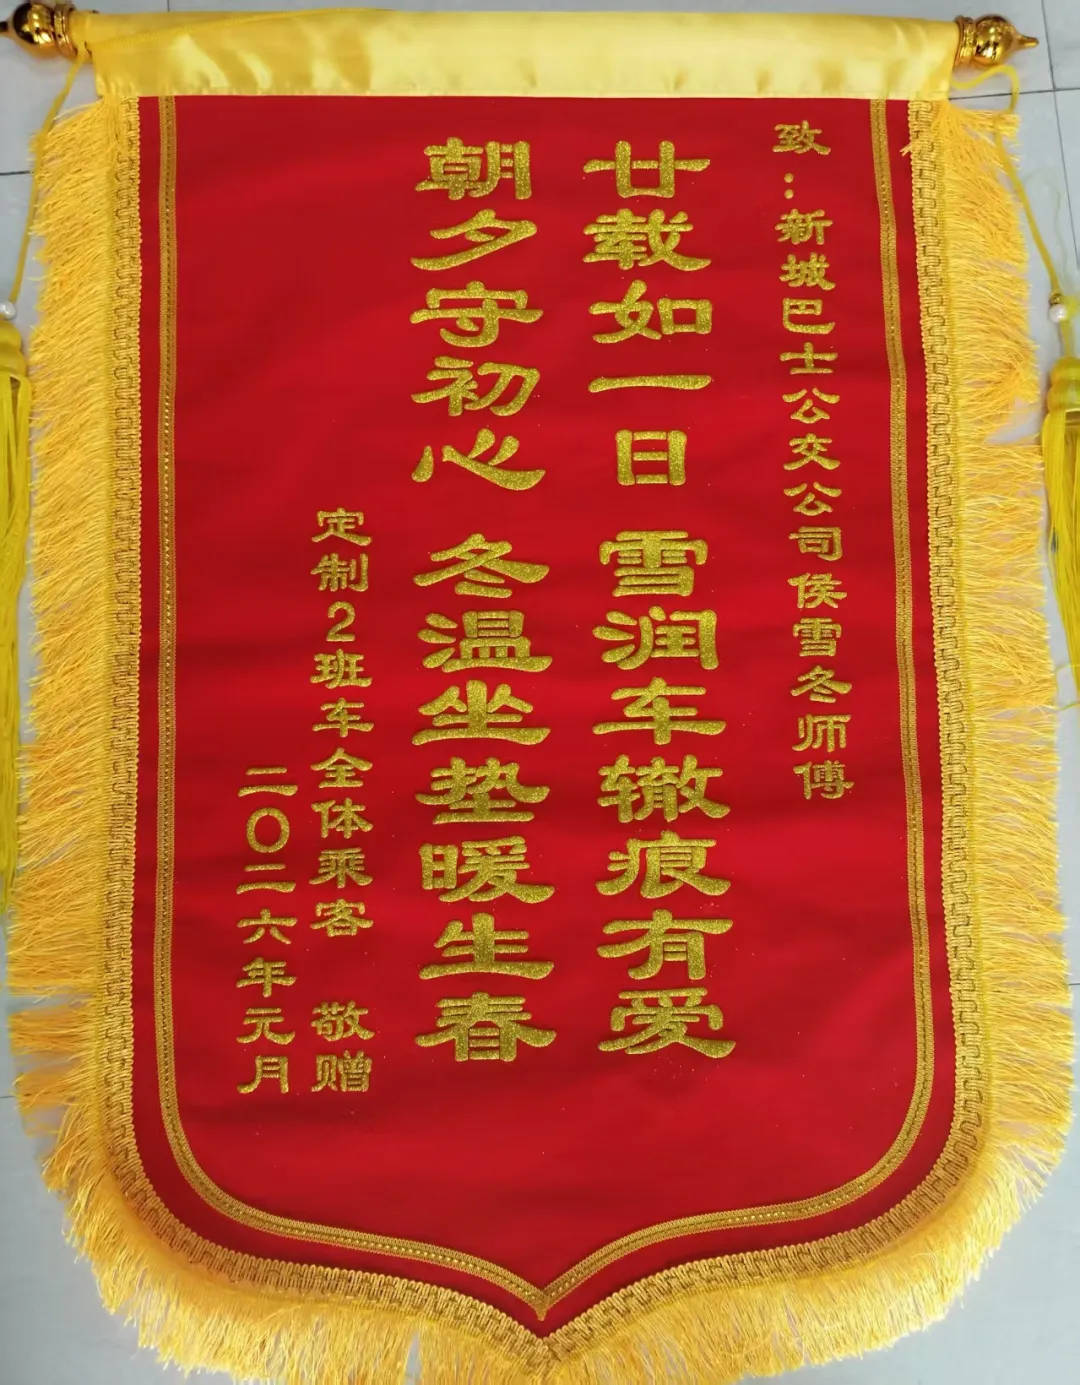 致：新城巴士公交公司侯雪冬师傅
廿载如一日 雪润车辙痕有爱
朝夕守初心 冬温坐垫暖生春
定制2班车全体乘客 敬赠
二〇二六年元月